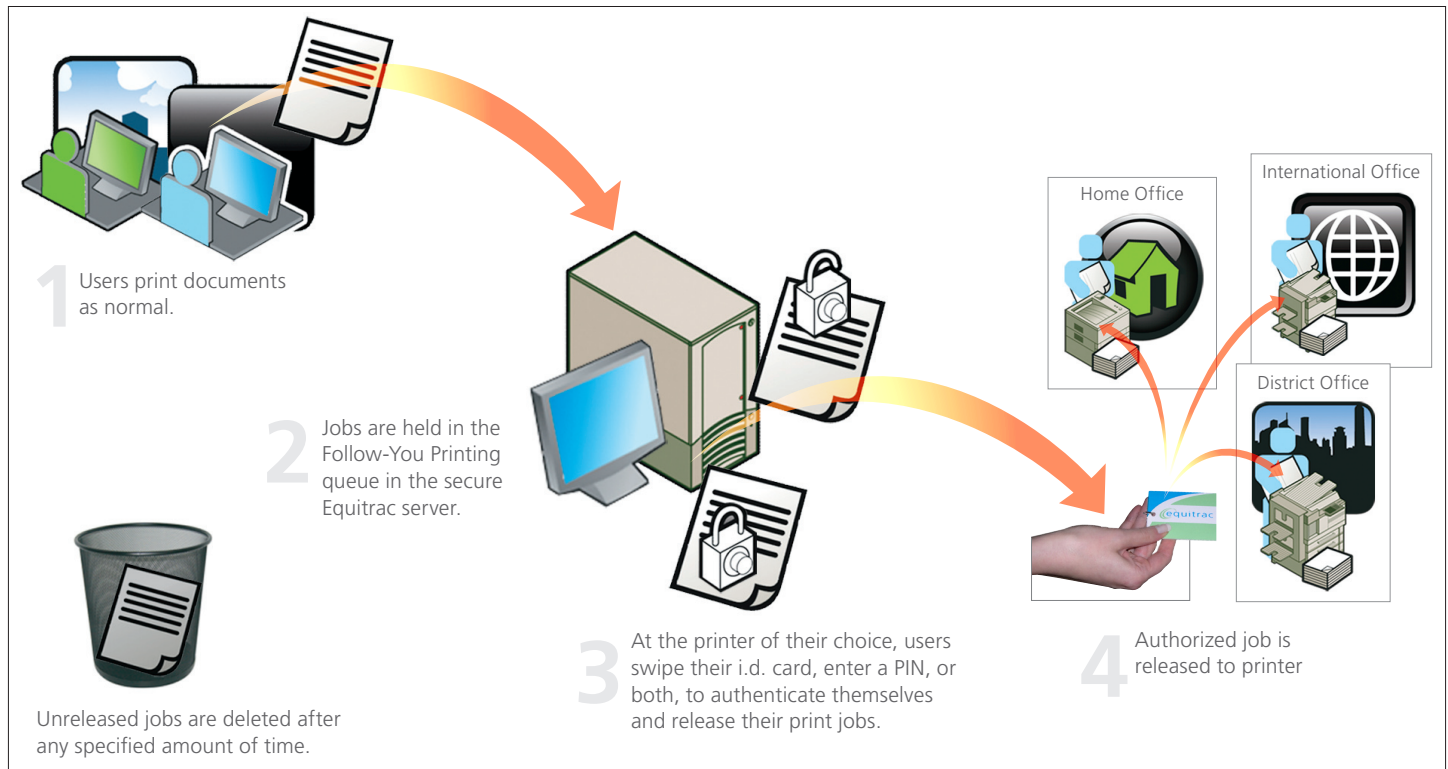 1
Users print documents
as normal.
2
Jobs are held in the
Follow-You Printing
queue in the secure
Equitrac server.
Unreleased jobs are deleted after
any specified amount of time.
3
At the printer of their choice, users
swipe their i.d. card, enter a PIN, or
both, to authenticate themselves
and release their print jobs.
Home Office
International Office
District Office
equitrac
4
Authorized job is
released to printer